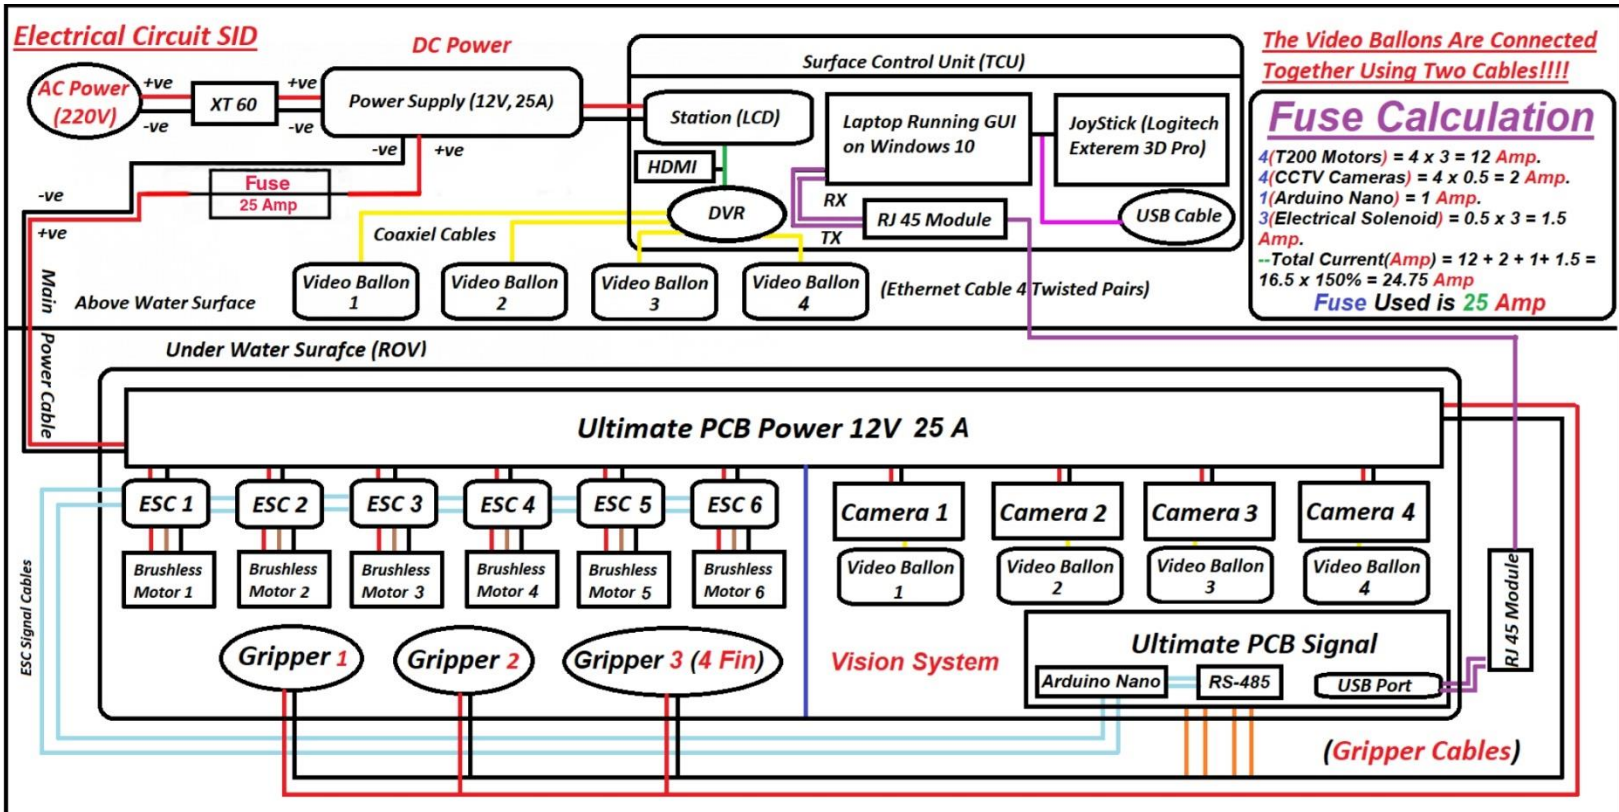 Electrical Circuit SID
DC Power
AC Power
(220V)
+ve
-ve
XT 60
+ve
-ve
Power Supply (12V, 25A)
-ve
+ve
Fuse
25 Amp
-ve
+ve
Main Power Cable
Surface Control Unit (TCU)
Station (LCD)
HDMI
DVR
Laptop Running GUI
on Windows 10
JoyStick (Logitech
Exterem 3D Pro)
RX
TX
RJ 45 Module
USB Cable
Coaxiel Cables
Video Ballon
1
Video Ballon
2
Video Ballon
3
Video Ballon
4
(Ethernet Cable 4 Twisted Pairs)
Above Water Surface
The Video Ballons Are Connected
Together Using Two Cables!!!!
Fuse Calculation
4(T200 Motors) = 4 x 3 = 12 Amp.
4(CCTV Cameras) = 4 x 0.5 = 2 Amp.
1(Arduino Nano) = 1 Amp.
3(Electrical Solenoid) = 0.5 x 3 = 1.5
Amp.
--Total Current(Amp) = 12 + 2 + 1+ 1.5 =
16.5 x 150% = 24.75 Amp
Fuse Used is 25 Amp
Under Water Surafce (ROV)
Ultimate PCB Power 12V 25 A
ESC 1
ESC 2
ESC 3
ESC 4
ESC 5
ESC 6
Brushless
Motor 1
Brushless
Motor 2
Brushless
Motor 3
Brushless
Motor 4
Brushless
Motor 5
Brushless
Motor 6
ESC Signal Cables
Gripper 1
Gripper 2
Gripper 3 (4 Fin)
Camera 1
Camera 2
Camera 3
Camera 4
Video Ballon
1
Video Ballon
2
Video Ballon
3
Video Ballon
4
Vision System
Ultimate PCB Signal
Arduino Nano
RS-485
USB Port
RJ 45 Module
(Gripper Cables)